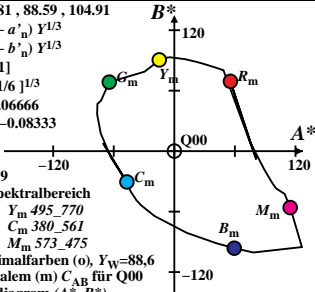 81 , 88.59 , 104.91
B*
– a'n) Y1/3
120
– b'n) Y1/3
1]
1/6 ]1/3
Gm
Ym
Rm
06666
–0.08333
Q00
A*
–120
120
9
Cm
pektralbereich
Ym 495_770
Mm
Cm 380_561
Bm
Mm 573_475
imalfarben (o), YW=88,6
–120
alem (m) CAB für Q00